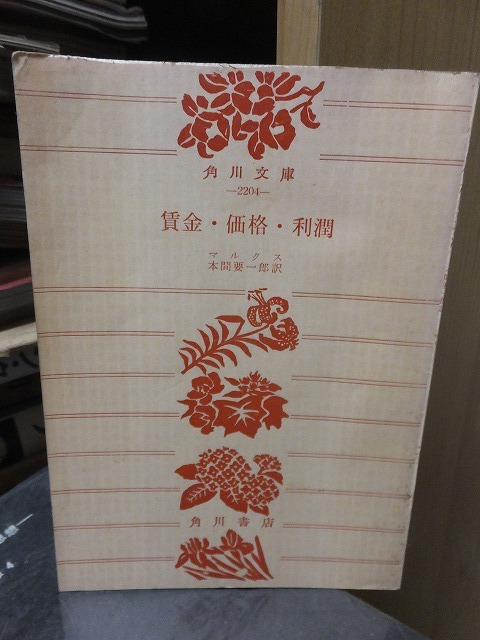 角川文庫
—2204—
賃金・価格・利潤
マルクス
本間要一郎訳
角川書店